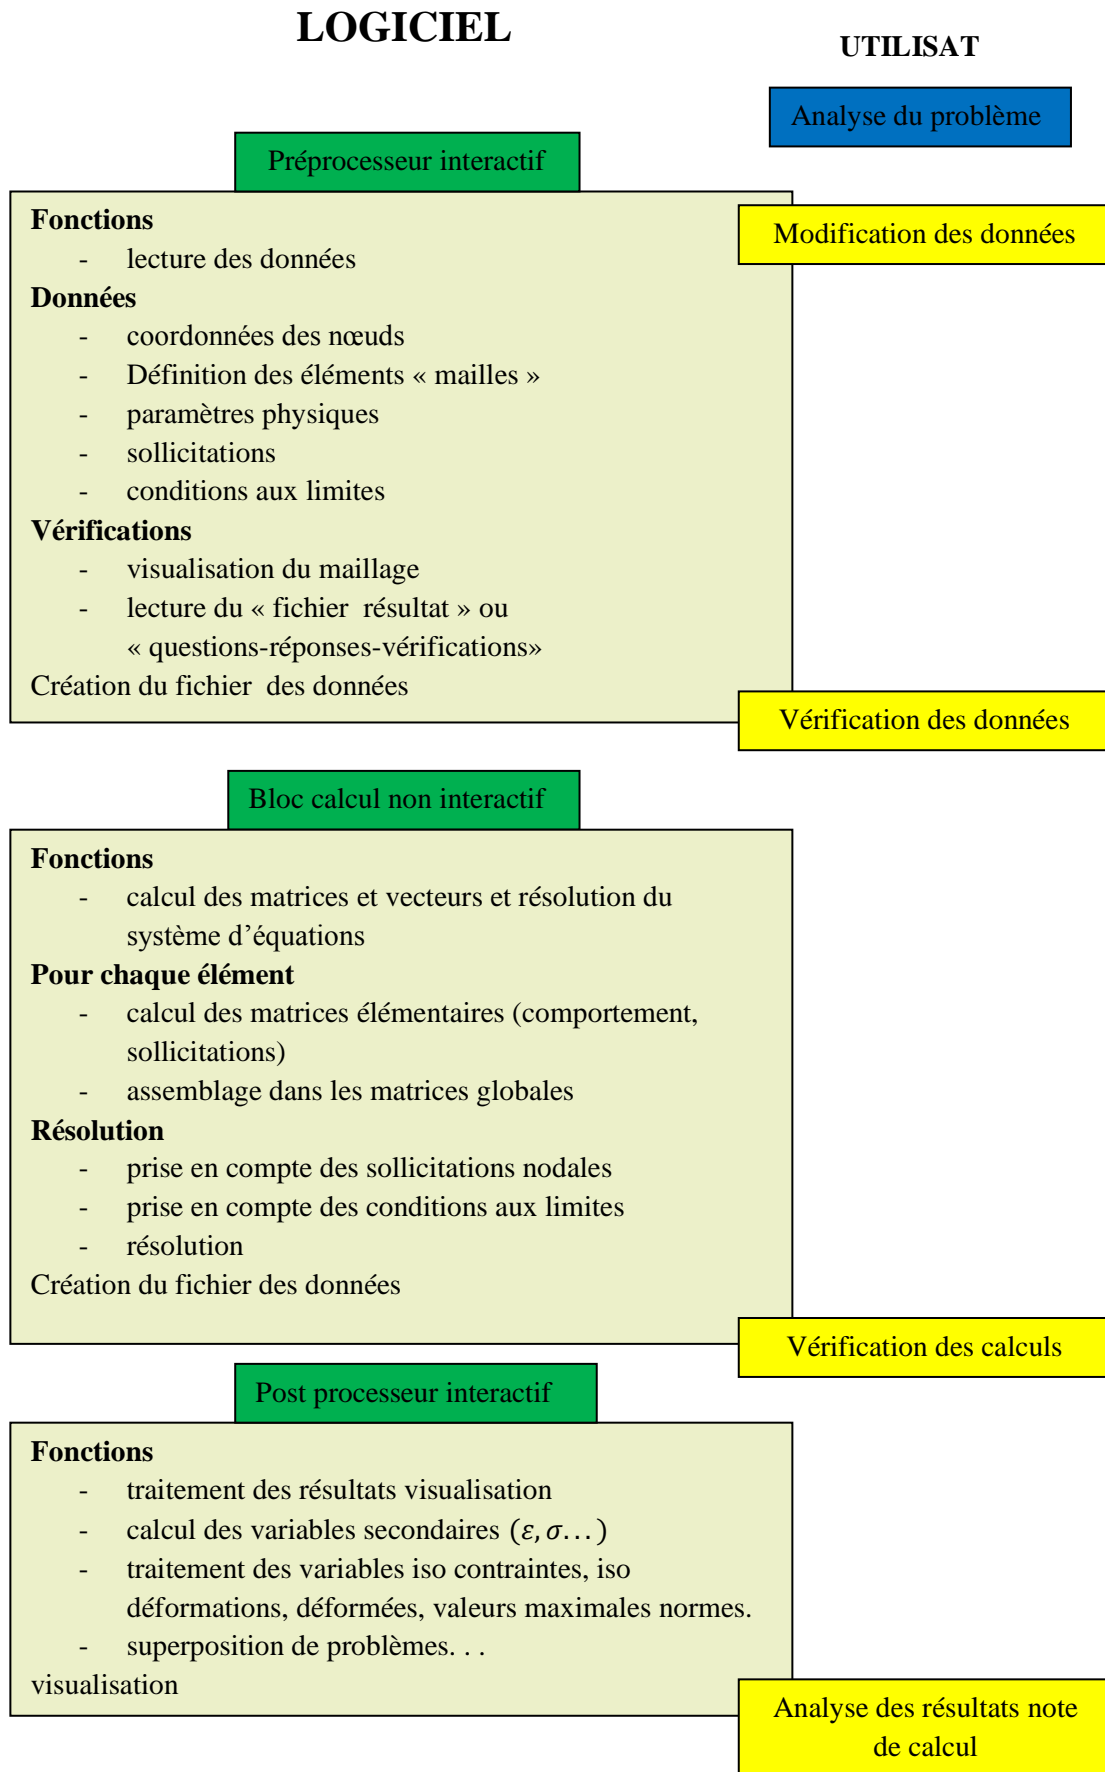 LOGICIEL
UTILISAT
Analyse du problème
Préprocesseur interactif
Modification des données
Fonctions
- lecture des données
Données
- coordonnées des nœuds
- Définition des éléments « mailles »
- paramètres physiques
- sollicitations
- conditions aux limites
Vérifications
- visualisation du maillage
- lecture du « fichier résultat » ou
« questions-réponses-vérifications»
Création du fichier des données
Vérification des données
Bloc calcul non interactif
Fonctions
- calcul des matrices et vecteurs et résolution du
système d’équations
Pour chaque élément
- calcul des matrices élémentaires (comportement,
sollicitations)
- assemblage dans les matrices globales
Résolution
- prise en compte des sollicitations nodales
- prise en compte des conditions aux limites
- résolution
Création du fichier des données
Vérification des calculs
Post processeur interactif
Fonctions
- traitement des résultats visualisation
- calcul des variables secondaires (ε, σ…)
- traitement des variables iso contraintes, iso
déformations, déformées, valeurs maximales normes.
- superposition de problèmes. . .
visualisation
Analyse des résultats note
de calcul